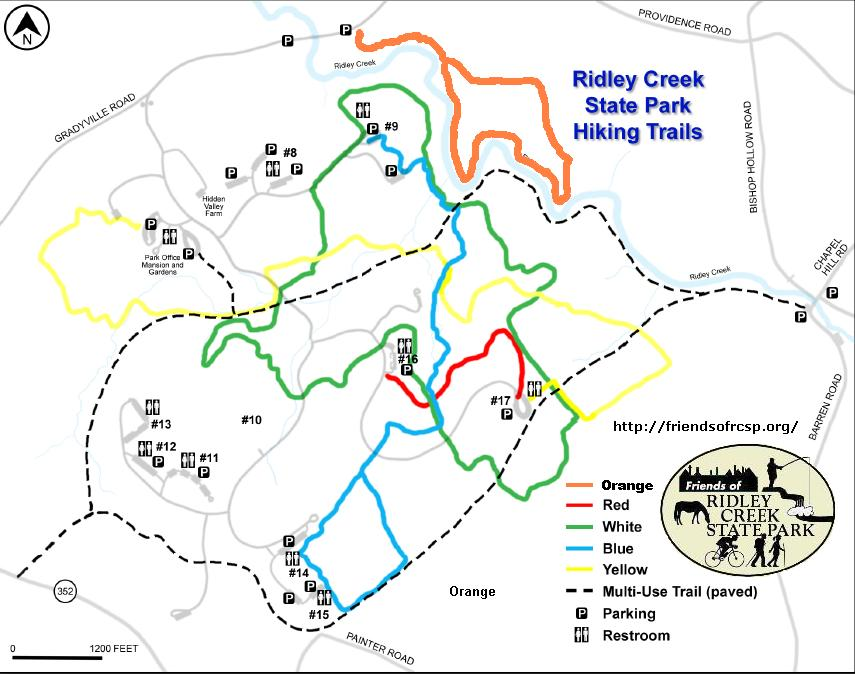 N
PROVIDENCE ROAD
P
P
Ridley Creek
Ridley Creek
State Park
Hiking Trails
GRADYVILLE ROAD
BISHOP HOLLOW ROAD
#9
P
P
#8
P
P
P
Hidden
Valley
Farm
P
Park Office
Mansion and
Gardens
P
CHAPEL
HILL RD
Ridley Creek
P
P
#16
P
#17
P
#13
#10
#12
P
#11
P
http://friendsofrcsp.org/
BARREN ROAD
Friends of
RIDLEY
CREEK
STATE PARK
Orange
Red
White
Blue
Yellow
Multi-Use Trail (paved)
P Parking
Restroom
P
#14
P
P
#15
Orange
352
0 1200 FEET
PAINTER ROAD